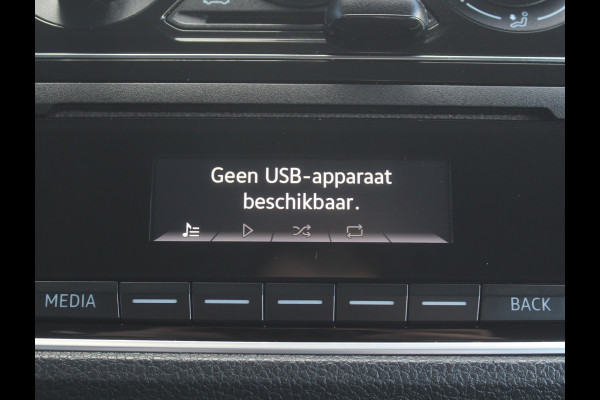 Geen USB-apparaat
beschikbaar.
MEDIA
BACK